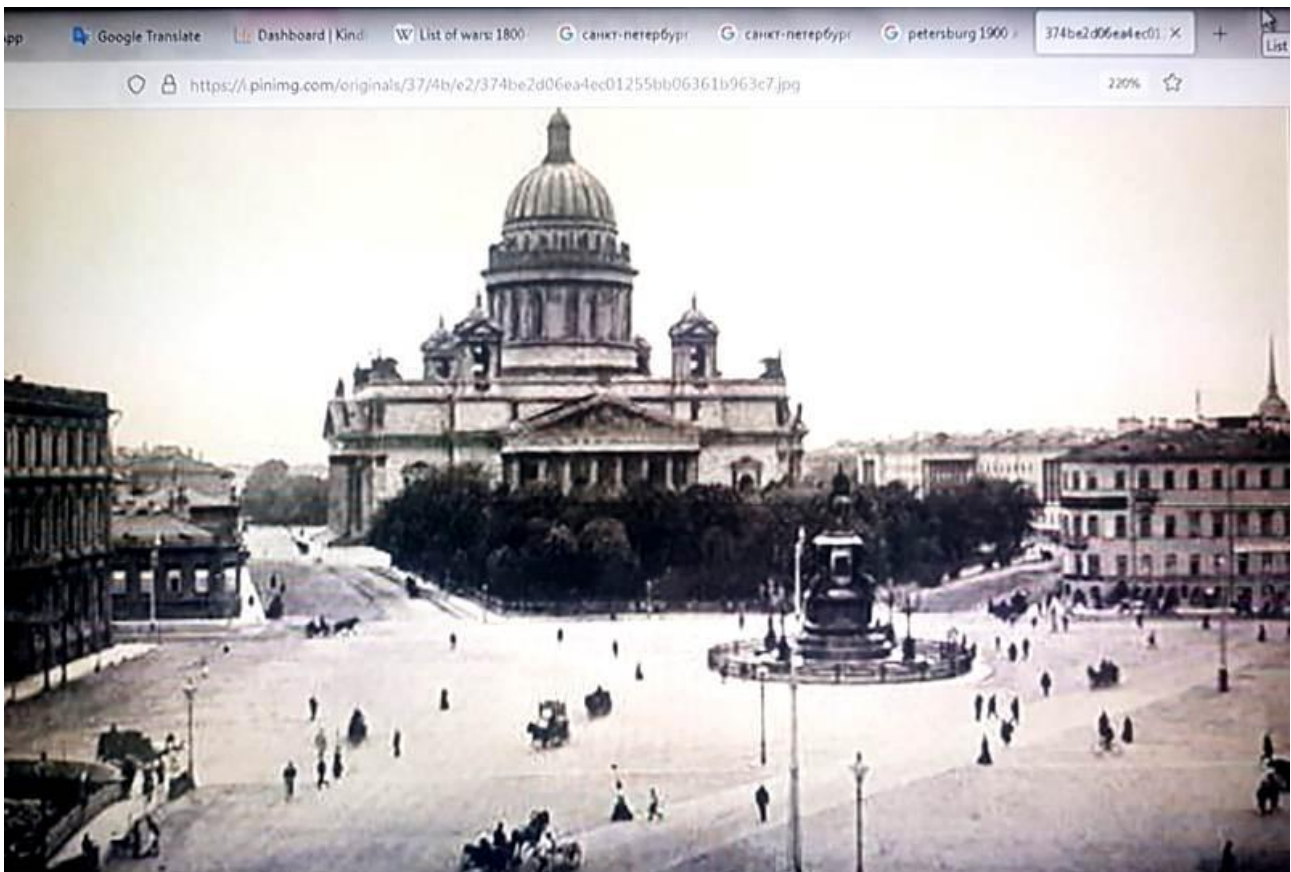 pp Google Translate Dashboard | Kind W List of wars: 1800 G санкт-петербург G санкт-петербург G petersburg 1900 374be2d06ea4ec01 × +
List
https://i.pinimg.com/originals/37/4b/e2/374be2d06ea4ec01255bb06361b963c7.jpg 220%